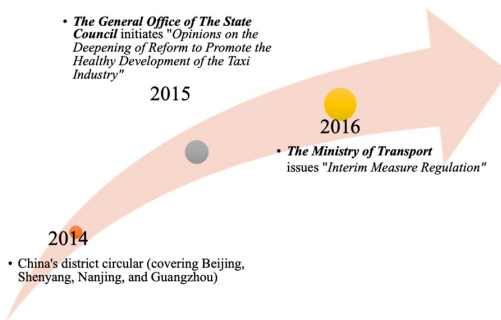 • The General Office of The State
Council initiates "Opinions on the
Deepening of Reform to Promote the
Healthy Development of the Taxi
Industry"
2015
2016
• The Ministry of Transport
issues "Interim Measure Regulation"
2014
• China's district circular (covering Beijing,
Shenyang, Nanjing, and Guangzhou)